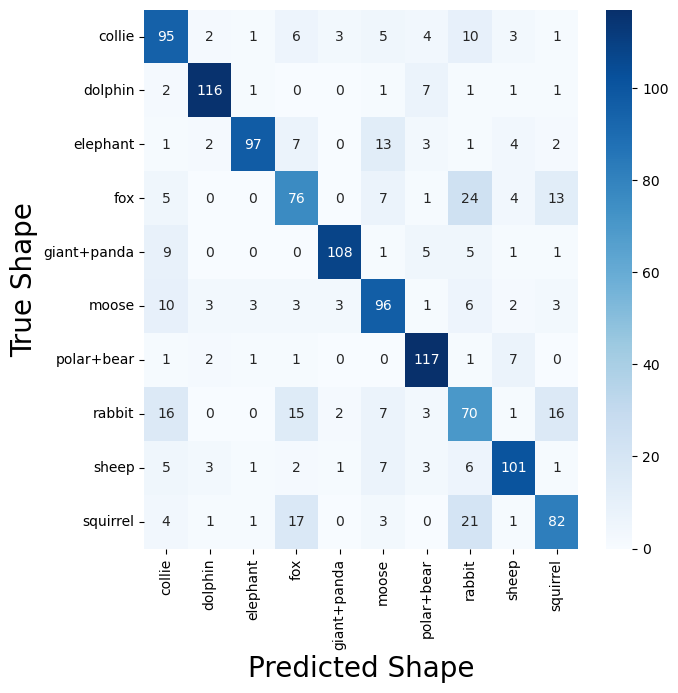 collie 95 2 1 6 3 5 4 10 3 1
dolphin 2 116 1 0 0 1 7 1 1 1
elephant 1 2 97 7 0 13 3 1 4 2
fox 5 0 0 76 0 7 1 24 4 13
giant+panda 9 0 0 0 108 1 5 5 1 1
moose 10 3 3 3 3 96 1 6 2 3
polar+bear 1 2 1 1 0 0 117 1 7 0
rabbit 16 0 0 15 2 7 3 70 1 16
sheep 5 3 1 2 1 7 3 6 101 1
squirrel 4 1 1 17 0 3 0 21 1 82
True Shape
collie dolphin elephant fox giant+panda moose polar+bear rabbit sheep squirrel
Predicted Shape
100
80
60
40
20
0